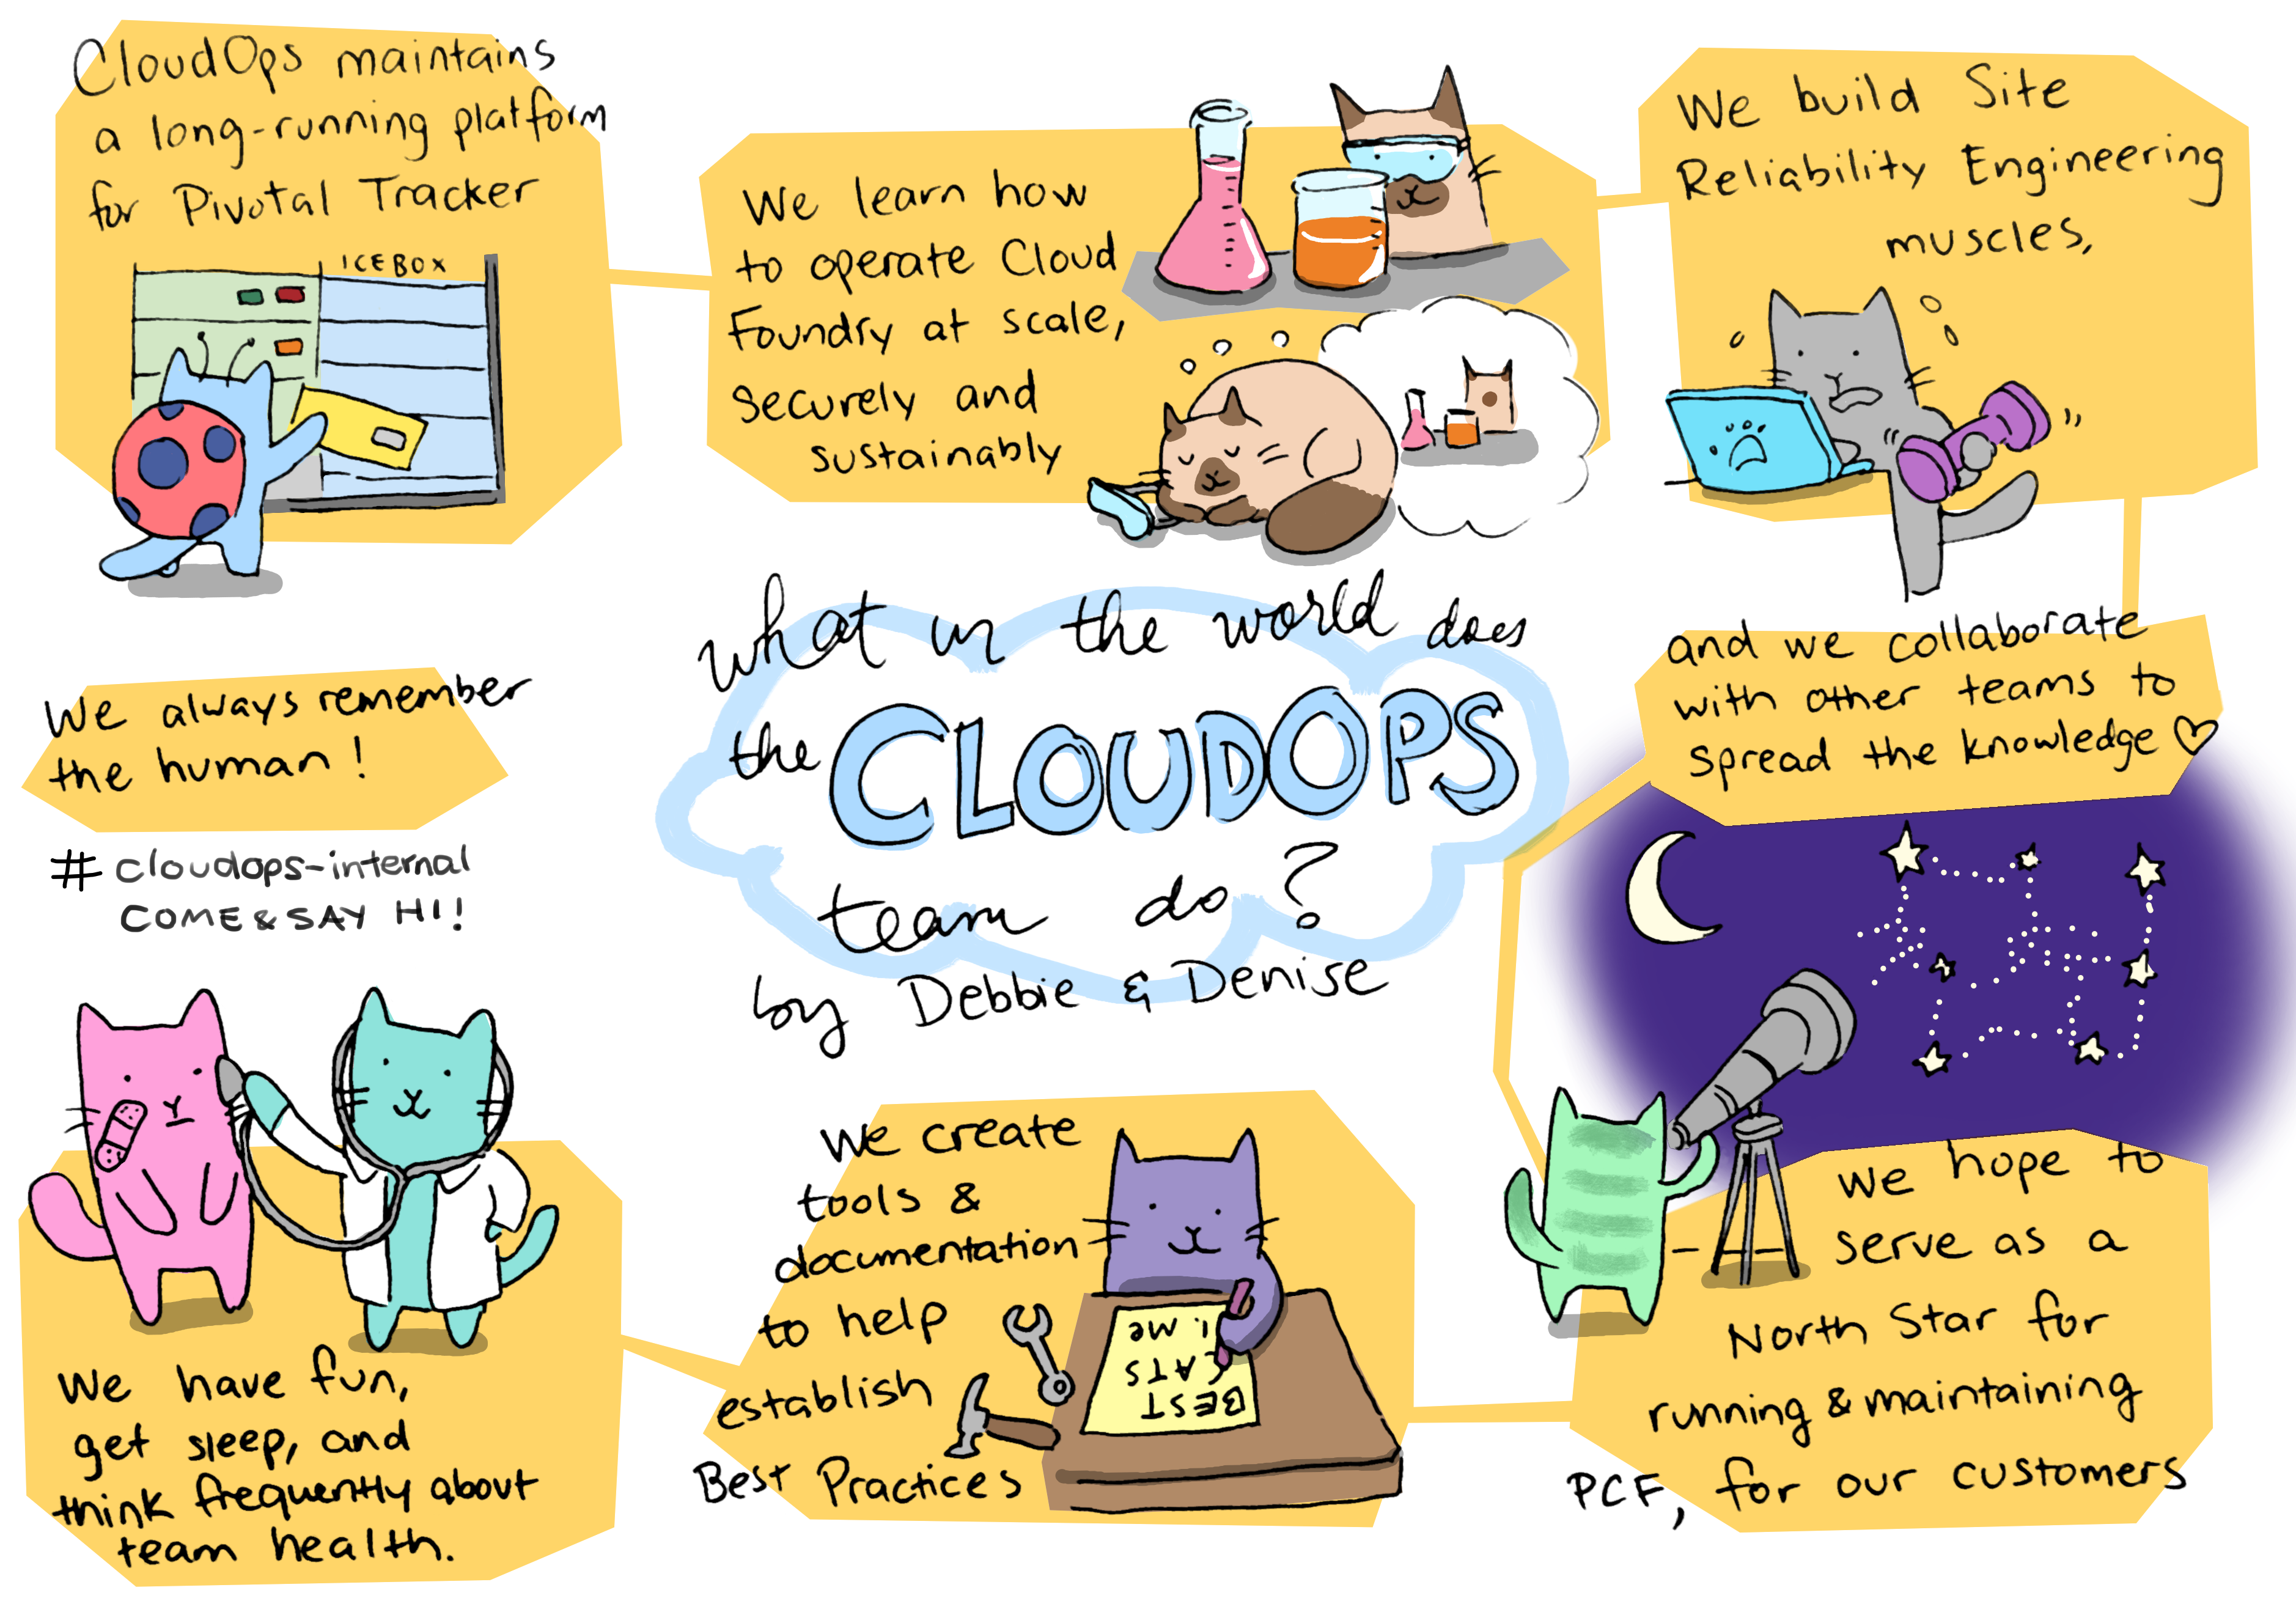 CloudOps maintains
a long-running platform
for Pivotal Tracker
ICEBOX
We learn how
to operate Cloud
Foundry at scale,
securely and
sustainably
We build Site
Reliability Engineering
muscles,
and we collaborate
with other teams to
spread the knowledge ♡
what in the world does
the CLOUDOPS
team do?
by Debbie & Denise
We hope to
serve as a
North Star for
running & maintaining
PCF, for our customers
We create
tools &
documentation
to help
establish
Best Practices
BEST
CATS
1. Me
2W
We have fun,
get sleep, and
think frequently about
team health.
We always remember
the human!
# cloudops-internal
COME & SAY HI!